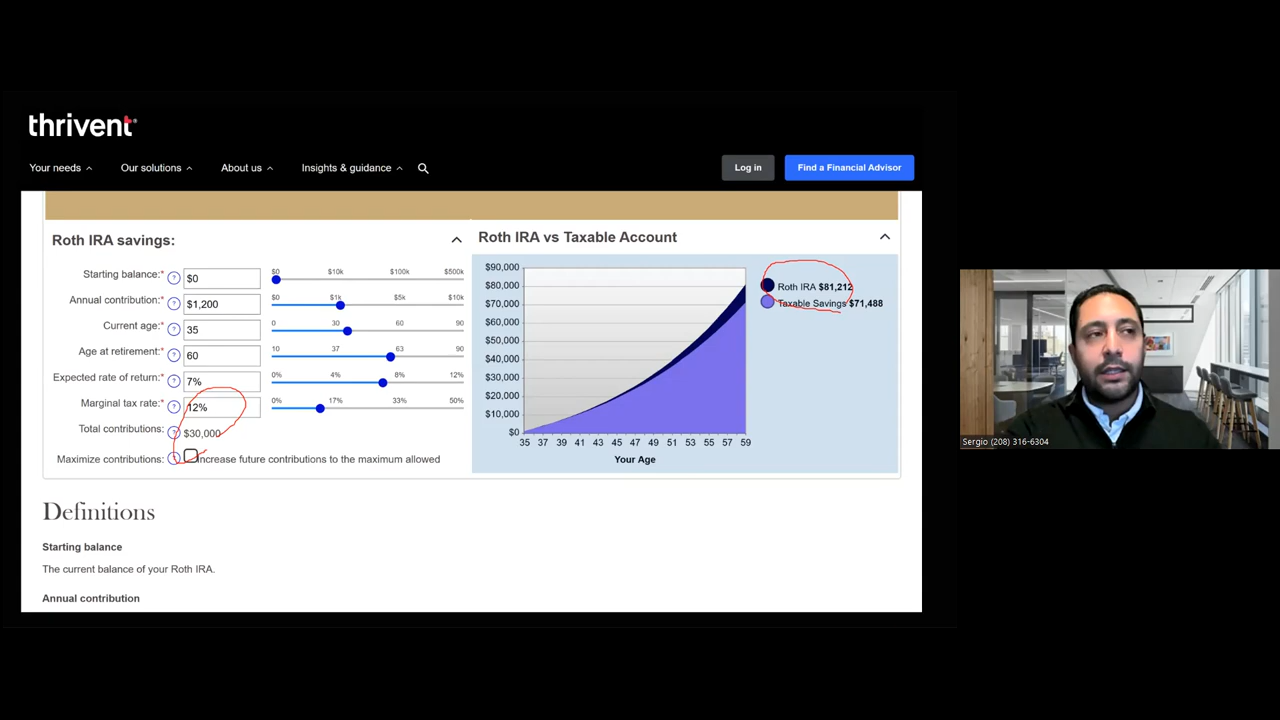 thrivent
Your needs
Our solutions
About us
Insights & guidance
Log in
Find a Financial Advisor
Roth IRA savings:
Starting balance:* ? $0 $0 $10k $100k $500k
Annual contribution:* ? $1,200 $0 $1k $5k $10k
Current age:* ? 35 0 30 60 90
Age at retirement:* ? 60 10 37 63 90
Expected rate of return:* ? 7% 0% 4% 8% 12%
Marginal tax rate:* ? 12% 0% 17% 33% 50%
Total contributions: ? $30,000
Maximize contributions: ? Increase future contributions to the maximum allowed
Roth IRA vs Taxable Account
$90,000
$80,000
$70,000
$60,000
$50,000
$40,000
$30,000
$20,000
$10,000
$0
35 37 39 41 43 45 47 49 51 53 55 57 59
Your Age
Roth IRA $81,212
Taxable Savings $71,488
Definitions
Starting balance
The current balance of your Roth IRA.
Annual contribution
Sergio (208) 316-6304